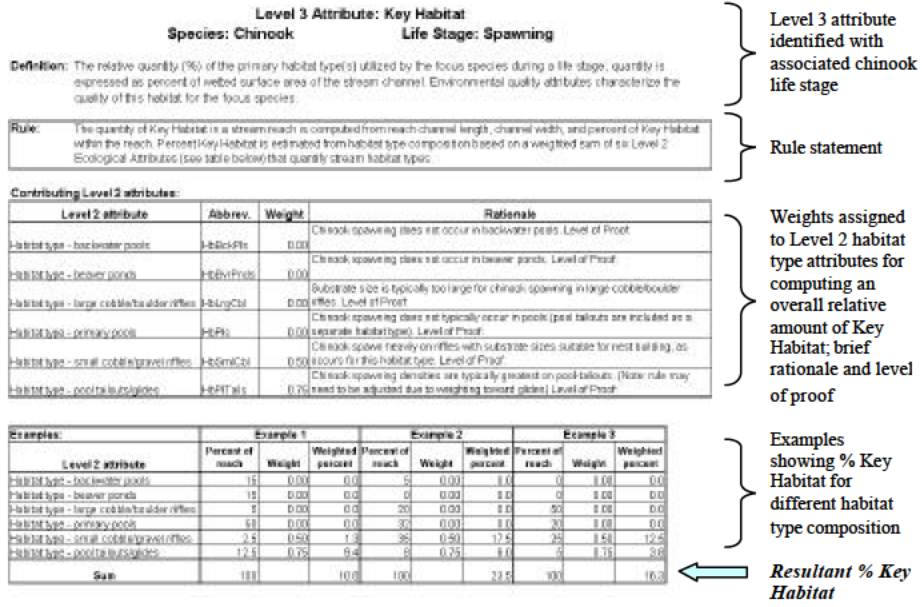 Level 3 Attribute: Key Habitat
Species: Chinook Life Stage: Spawning
Definition: The relative quantity (%) of the primary habitat type(s) utilized by the focus species during a life stage, quantity is
expressed as percent of wetted surface area of the stream channel. Environmental quality attributes characterize the
quality of this habitat for the focus species.
Rule: The quantity of Key Habitat in a stream reach is computed from reach channel length, channel width, and percent of Key Habitat
within the reach. Percent Key Habitat is estimated from habitat type composition based on a weighted sum of six Level 2
Ecological Attributes (see table below) that quantify stream habitat types
Contributing Level 2 attributes:
Level 2 attribute Abbrev. Weight Rationale
Chinook spawning does not occur in backwater pools. Level of Proof:
Habitat type - backwater pools HbBckPls 0.00
Chinook spawning does not occur in beaver ponds. Level of Proof:
Habitat type - beaver ponds HbBvrPnds 0.00
Substrate size is typically too large for chinook spawning in large cobble/boulder
Habitat type - large cobble/boulder riffles HbLrgCbl 0.00 riffles. Level of Proof:
Chinook spawning does not typically occur in pools (pool tailouts are included as a
Habitat type - primary pools HbPls 0.00 separate habitat type). Level of Proof:
Chinook spawn heavily on riffles with substrate sizes suitable for nest building, as
Habitat type - small cobble/gravel riffles HbSmlCbl 0.50 occurs for this habitat type. Level of Proof:
Chinook spawning densities are typically greatest on pool-tailouts. (Note: rule may
Habitat type - pool tailouts/glides HbPlTails 0.75 need to be adjusted due to weighting toward glides) Level of Proof:
Examples: Example 1 Example 2 Example 3
Level 2 attribute Percent of reach Weight Weighted percent Percent of reach Weight Weighted percent Percent of reach Weight Weighted percent
Habitat type - backwater pools 15 0.00 0.0 5 0.00 0.0 0 0.00 0.0
Habitat type - beaver ponds 15 0.00 0.0 0 0.00 0.0 0 0.00 0.0
Habitat type - large cobble/boulder riffles 5 0.00 0.0 20 0.00 0.0 50 0.00 0.0
Habitat type - primary pools 50 0.00 0.0 32 0.00 0.0 20 0.00 0.0
Habitat type - small cobble/gravel riffles 2.5 0.50 1.3 35 0.50 17.5 25 0.50 12.5
Habitat type - pool tailouts/glides 12.5 0.75 9.4 8 0.75 6.0 5 0.75 3.8
Sum 100 100 23.5 100 16.3
Level 3 attribute
identified with
associated chinook
life stage
Rule statement
Weights assigned
to Level 2 habitat
type attributes for
computing an
overall relative
amount of Key
Habitat; brief
rationale and level
of proof
Examples
showing % Key
Habitat for
different habitat
type composition
Resultant % Key
Habitat